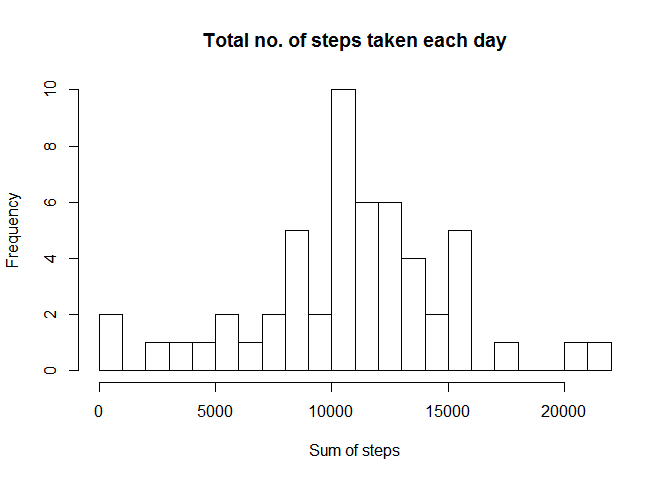 Total no. of steps taken each day
Frequency
10
8
6
4
2
0
0 5000 10000 15000 20000
Sum of steps